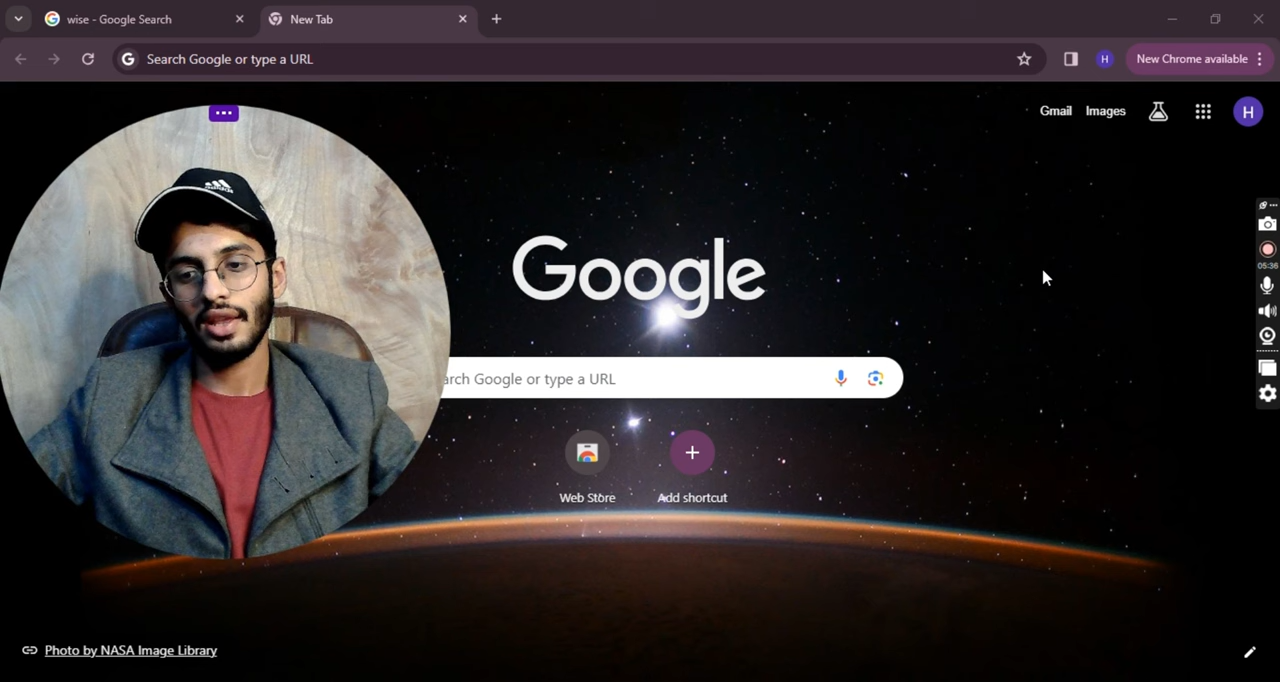 wise - Google Search
New Tab
Search Google or type a URL
H
New Chrome available
Gmail
Images
H
Google
05:36
arch Google or type a URL
Web Store
Add shortcut
Photo by NASA Image Library
adidas